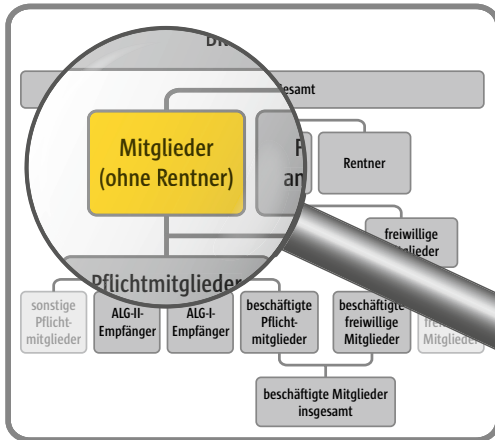 esamt
Mitglieder
(ohne Rentner)
Rentner
freiwillige
Pflichtmitglieder
sonstige
Pflicht-
mitglieder
ALG-II-
Empfänger
ALG-I-
Empfänger
beschäftigte
Pflicht-
mitglieder
beschäftigte
freiwillige
Mitglieder
Mitglieder
beschäftigte Mitglieder
insgesamt